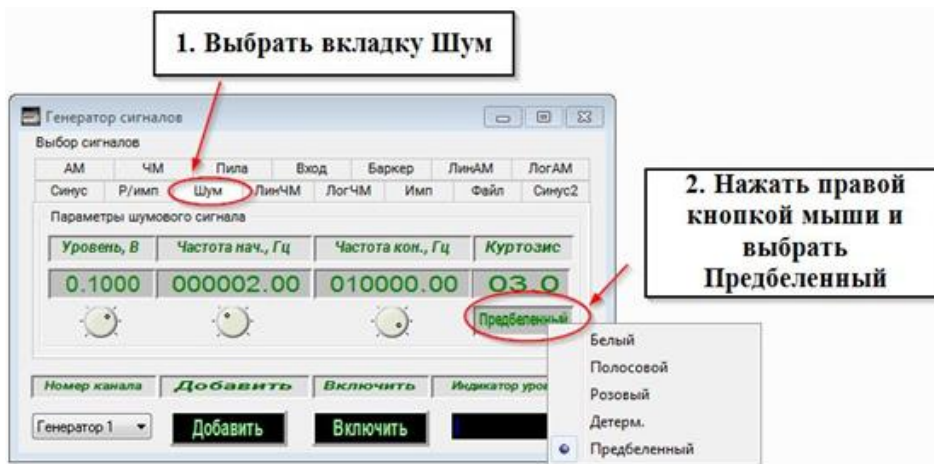 1. Выбрать вкладку Шум
Генератор сигналов
Выбор сигналов
АМ ЧМ Пила Вход Баркер ЛинАМ ЛогАМ
Синус Р/имп Шум ЛинЧМ ЛогЧМ Имп Файл Синус2
Параметры шумового сигнала
Уровень, В Частота нач., Гц Частота кон., Гц Куртозис
0.1000 000002.00 010000.00 03.0
Предбеленный
2. Нажать правой
кнопкой мыши и
выбрать
Предбеленный
Белый
Полосовой
Розовый
Детерм.
Предбеленный
Номер канала Добавить Включить Индикатор
Генератор 1 Добавить Включить